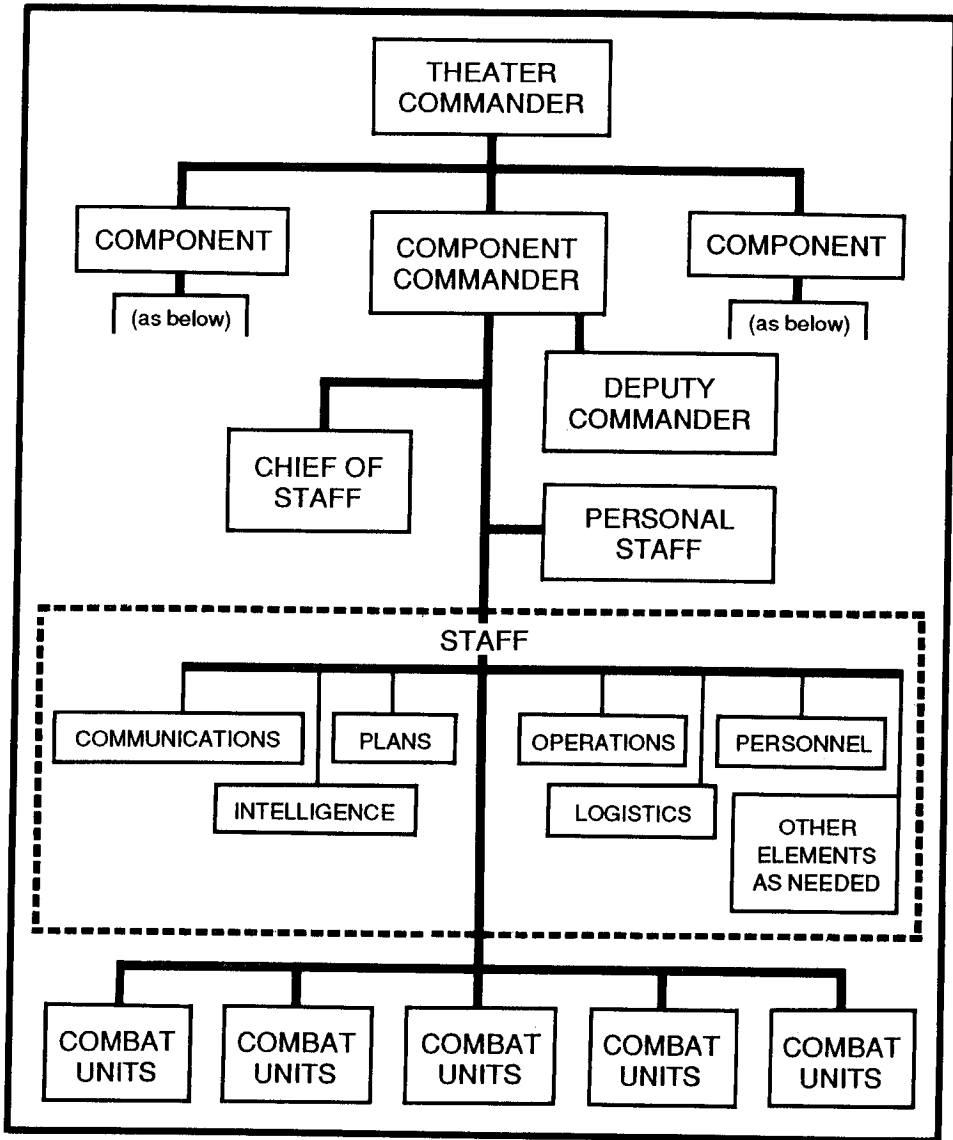 THEATER
COMMANDER
COMPONENT
COMPONENT
COMMANDER
COMPONENT
(as below)
(as below)
DEPUTY
COMMANDER
CHIEF OF
STAFF
PERSONAL
STAFF
STAFF
COMMUNICATIONS
PLANS
OPERATIONS
PERSONNEL
INTELLIGENCE
LOGISTICS
OTHER
ELEMENTS
AS NEEDED
COMBAT
UNITS
COMBAT
UNITS
COMBAT
UNITS
COMBAT
UNITS
COMBAT
UNITS